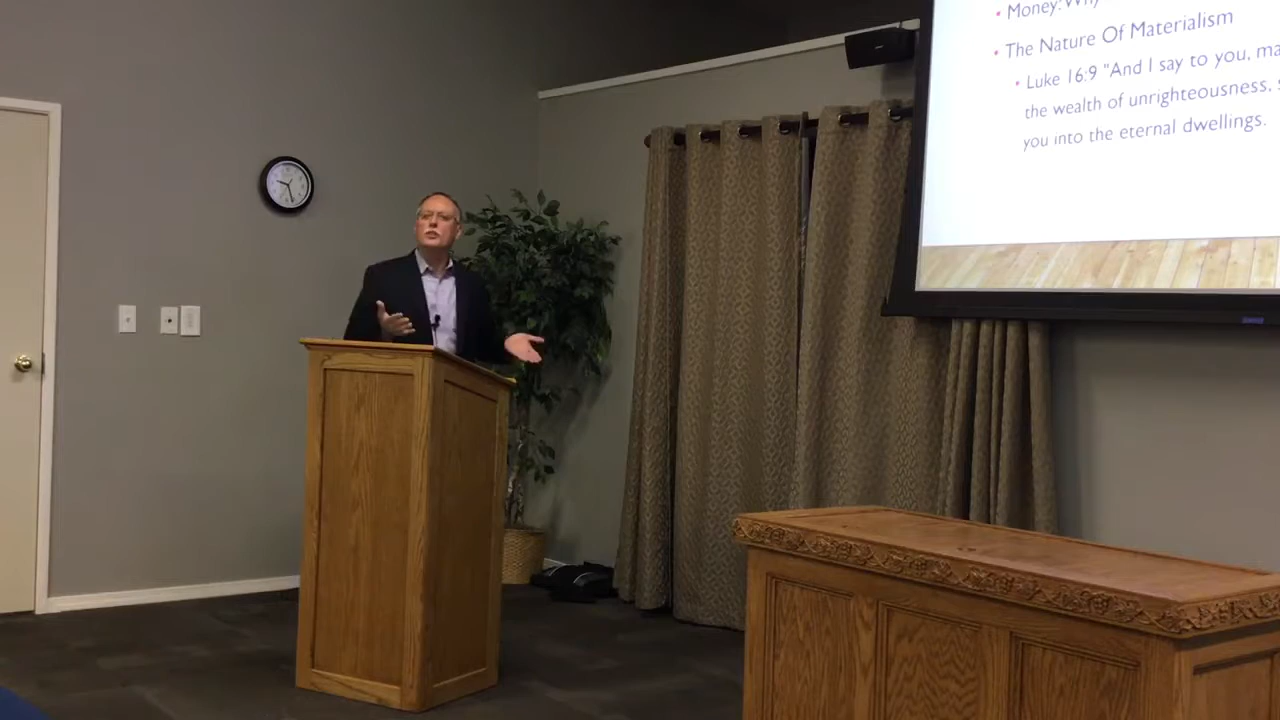 • Money: Why
• The Nature Of Materialism
• Luke 16:9 "And I say to you, ma
the wealth of unrighteousness, s
you into the eternal dwellings.